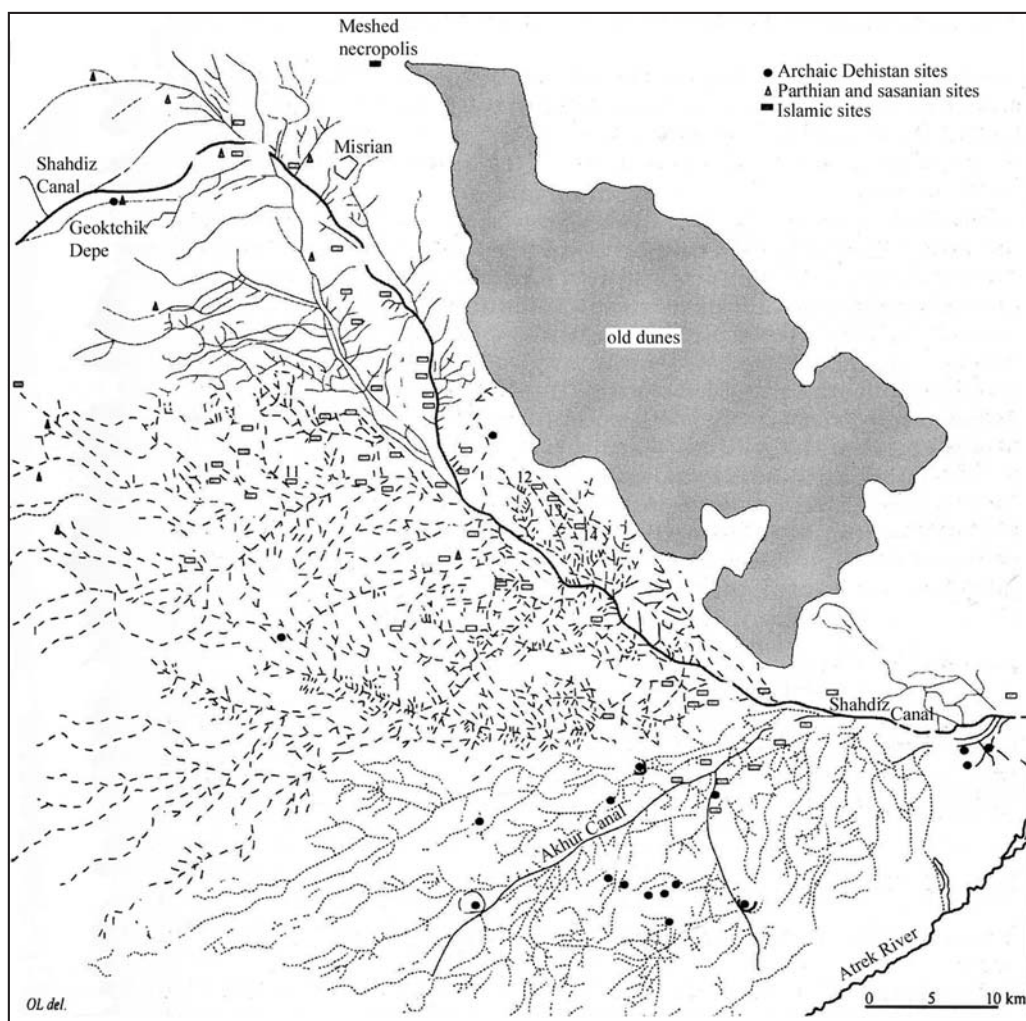 Meshed
necropolis
Archaic Dehistan sites
Parthian and sasanian sites
Islamic sites
Misrian
Shahdiz
Canal
Geoktchik
Depe
old dunes
11
12
13
14
Shahdiz
Canal
Akhur Canal
Atrek River
OL del.
0 5 10 km